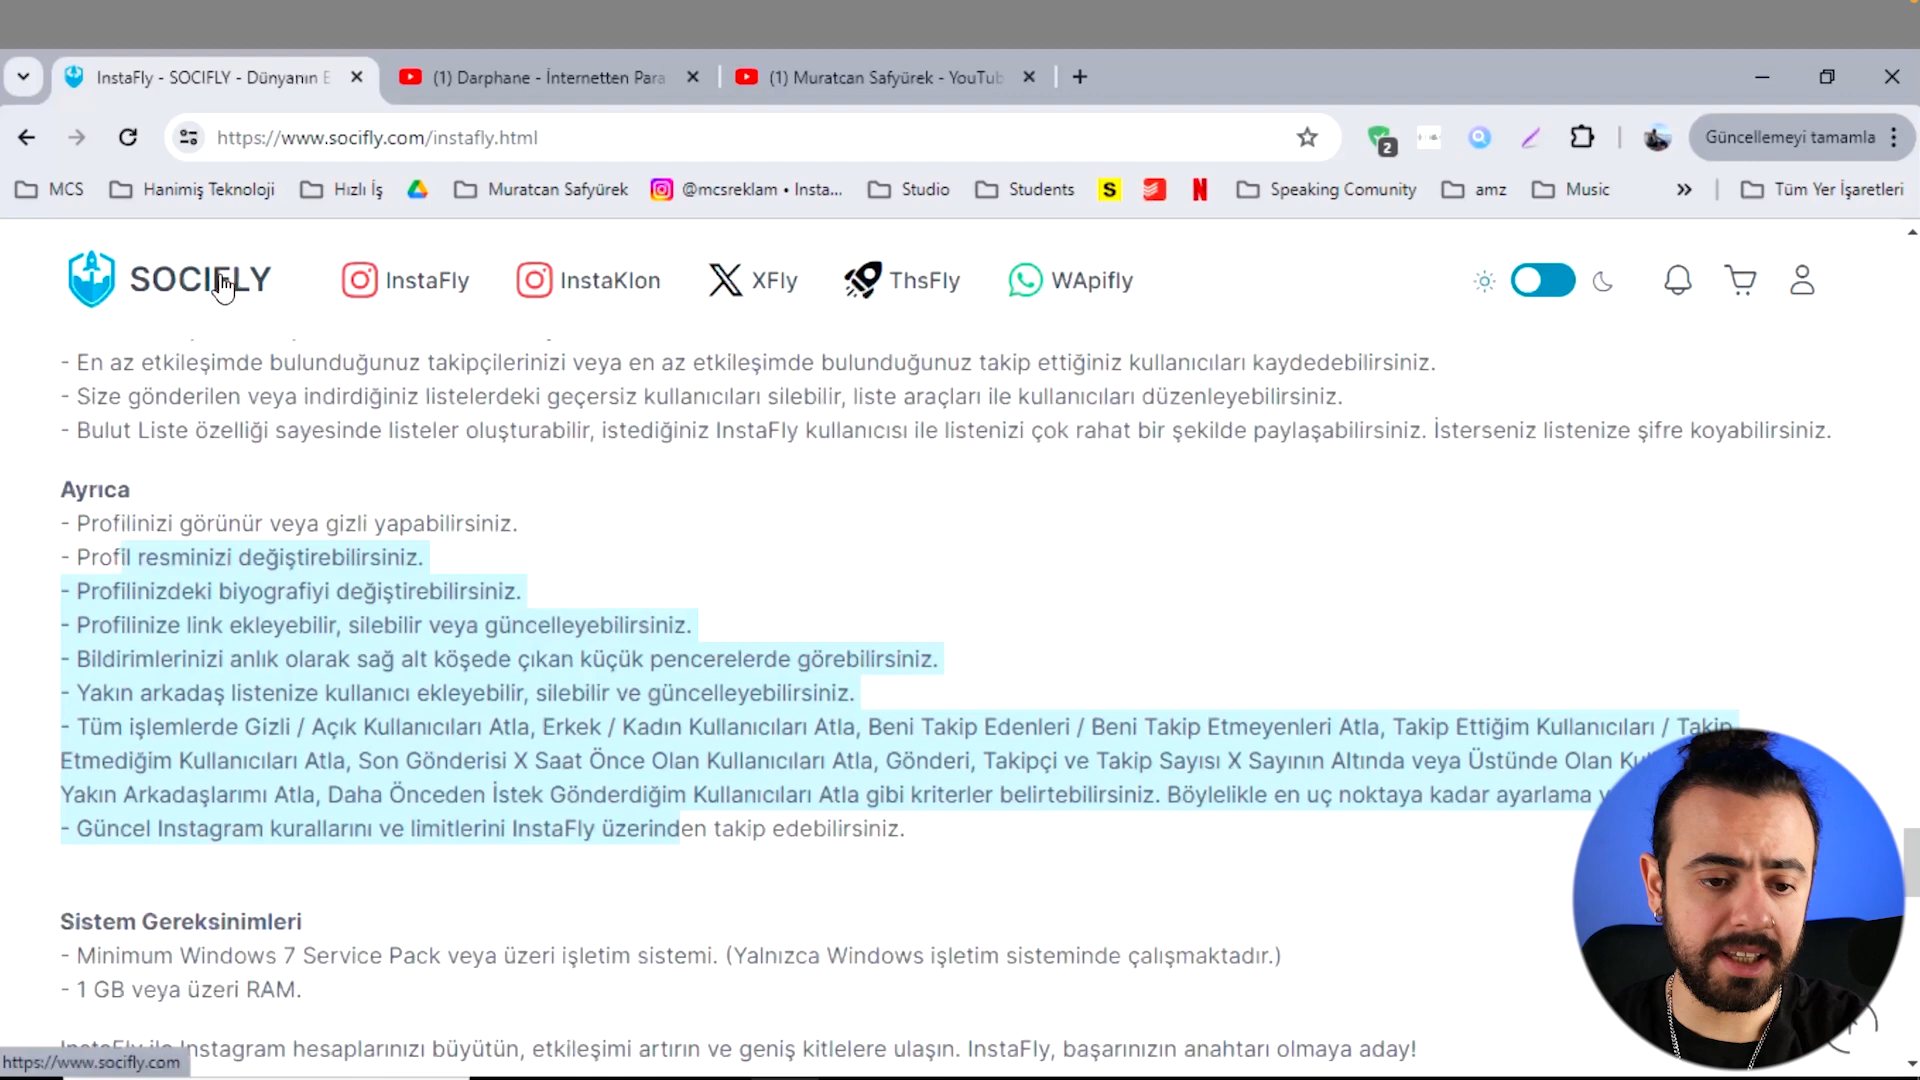 InstaFly - SOCIFLY - Dünyanın E
(1) Darphane - İnternetten Para
(1) Muratcan Safyürek - YouTub
https://www.socifly.com/instafly.html
2
Güncellemeyi tamamla
MCS
Hanimiş Teknoloji
Hızlı İş
Muratcan Safyürek
@mcsreklam • Insta...
Studio
Students
S
N
Speaking Comunity
amz
Music
Tüm Yer İşaretleri
SOCIFLY
InstaFly
InstaKlon
XFly
ThsFly
WApifly
- En az etkileşimde bulunduğunuz takipçilerinizi veya en az etkileşimde bulunduğunuz takip ettiğiniz kullanıcıları kaydedebilirsiniz.
- Size gönderilen veya indirdiğiniz listelerdeki geçersiz kullanıcıları silebilir, liste araçları ile kullanıcıları düzenleyebilirsiniz.
- Bulut Liste özelliği sayesinde listeler oluşturabilir, istediğiniz InstaFly kullanıcısı ile listenizi çok rahat bir şekilde paylaşabilirsiniz. İsterseniz listenize şifre koyabilirsiniz.
Ayrıca
- Profilinizi görünür veya gizli yapabilirsiniz.
- Profil resminizi değiştirebilirsiniz.
- Profilinizdeki biyografiyi değiştirebilirsiniz.
- Profilinize link ekleyebilir, silebilir veya güncelleyebilirsiniz.
- Bildirimlerinizi anlık olarak sağ alt köşede çıkan küçük pencerelerde görebilirsiniz.
- Yakın arkadaş listenize kullanıcı ekleyebilir, silebilir ve güncelleyebilirsiniz.
- Tüm işlemlerde Gizli / Açık Kullanıcıları Atla, Erkek / Kadın Kullanıcıları Atla, Beni Takip Edenleri / Beni Takip Etmeyenleri Atla, Takip Ettiğim Kullanıcıları / Takip
Etmediğim Kullanıcıları Atla, Son Gönderisi X Saat Önce Olan Kullanıcıları Atla, Gönderi, Takipçi ve Takip Sayısı X Sayının Altında veya Üstünde Olan
Yakın Arkadaşlarımı Atla, Daha Önceden İstek Gönderdiğim Kullanıcıları Atla gibi kriterler belirtebilirsiniz. Böylelikle en uç noktaya kadar ayarlama
- Güncel Instagram kurallarını ve limitlerini InstaFly üzerinden takip edebilirsiniz.
Sistem Gereksinimleri
- Minimum Windows 7 Service Pack veya üzeri işletim sistemi. (Yalnızca Windows işletim sisteminde çalışmaktadır.)
- 1 GB veya üzeri RAM.
InstaFly ile Instagram hesaplarınızı büyütün, etkileşimi artırın ve geniş kitlelere ulaşın. InstaFly, başarınızın anahtarı olmaya aday!
https://www.socifly.com